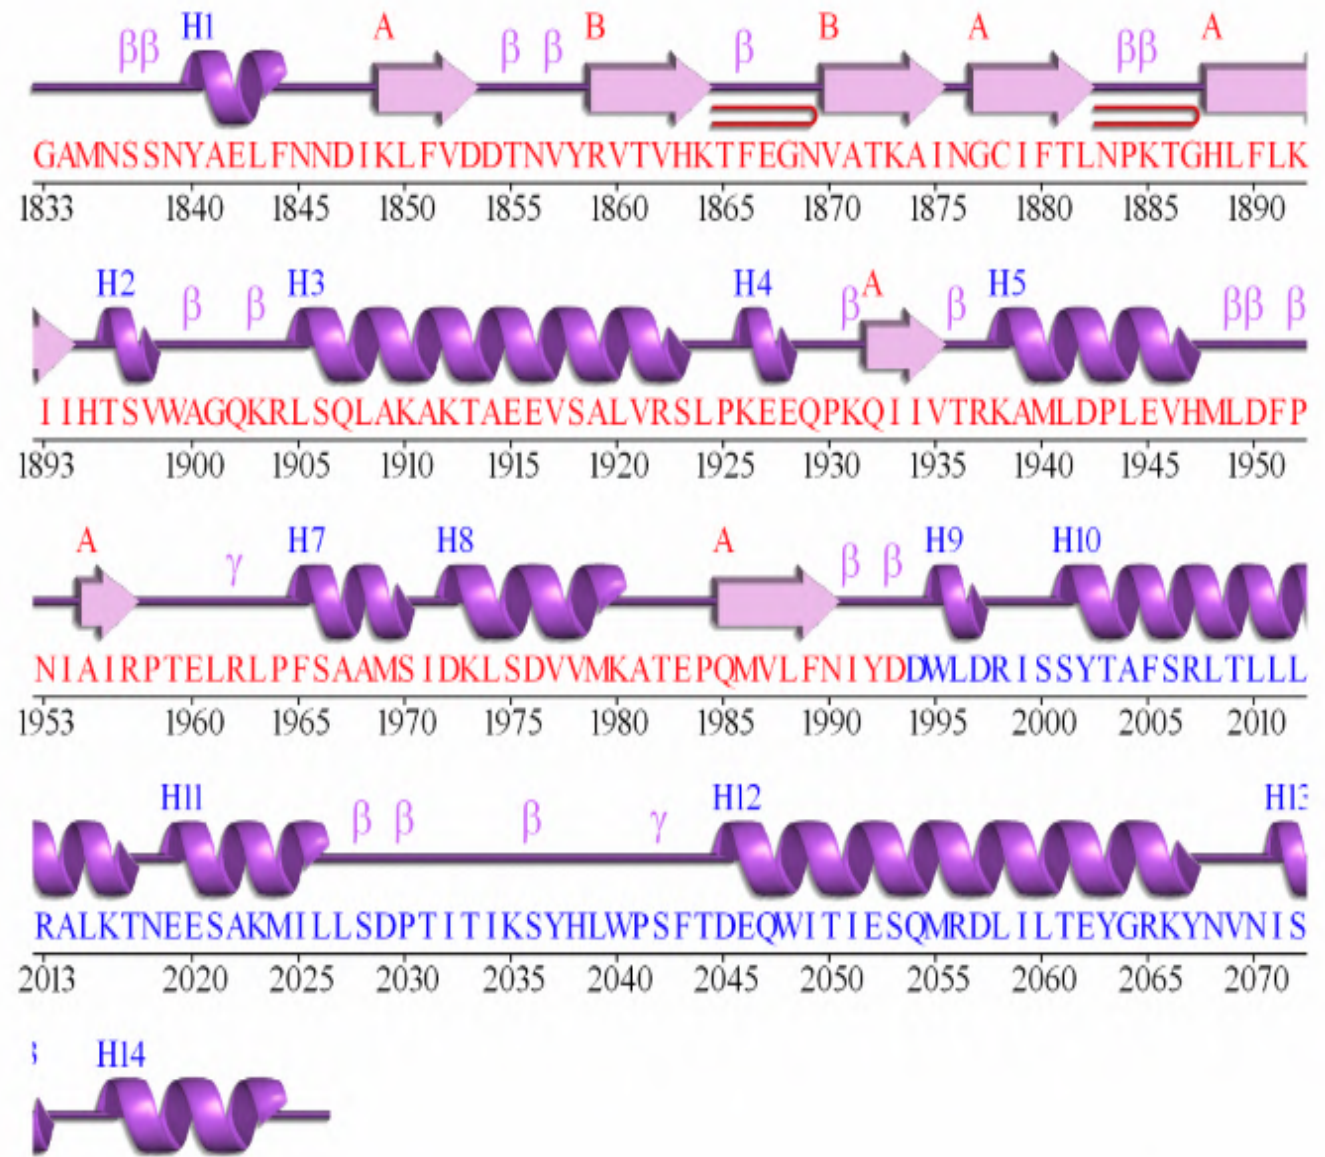 ββ H1 A β β B β B A ββ A
GAMNSSNYAELFNNDIKLFVDDTNVYRVTVHKTFEGNVATKAINGCIFTLNPKTGHLFLK
1833 1840 1845 1850 1855 1860 1865 1870 1875 1880 1885 1890
H2 β β H3 H4 β A β H5 ββ β
IIHTSVWAGQKRLSQLAKAKTAEEVSALVRSLPKEEQPKQIIVTRKAMLDPLEVHMLDFP
1893 1900 1905 1910 1915 1920 1925 1930 1935 1940 1945 1950
A γ H7 H8 A β β H9 H10
NIAIRPTELRLPFSAAMSIDKLSDVVMKATEPQMVLFNIYDDWLDRISSYTAFSRLTLLL
1953 1960 1965 1970 1975 1980 1985 1990 1995 2000 2005 2010
H11 β β β γ H12 H13
RALKTNEESAKMILLSDPTITIKSYHLWPSFTDEQWITIESQMRDLILTEYGRKYNVNIS
2013 2020 2025 2030 2035 2040 2045 2050 2055 2060 2065 2070
H14